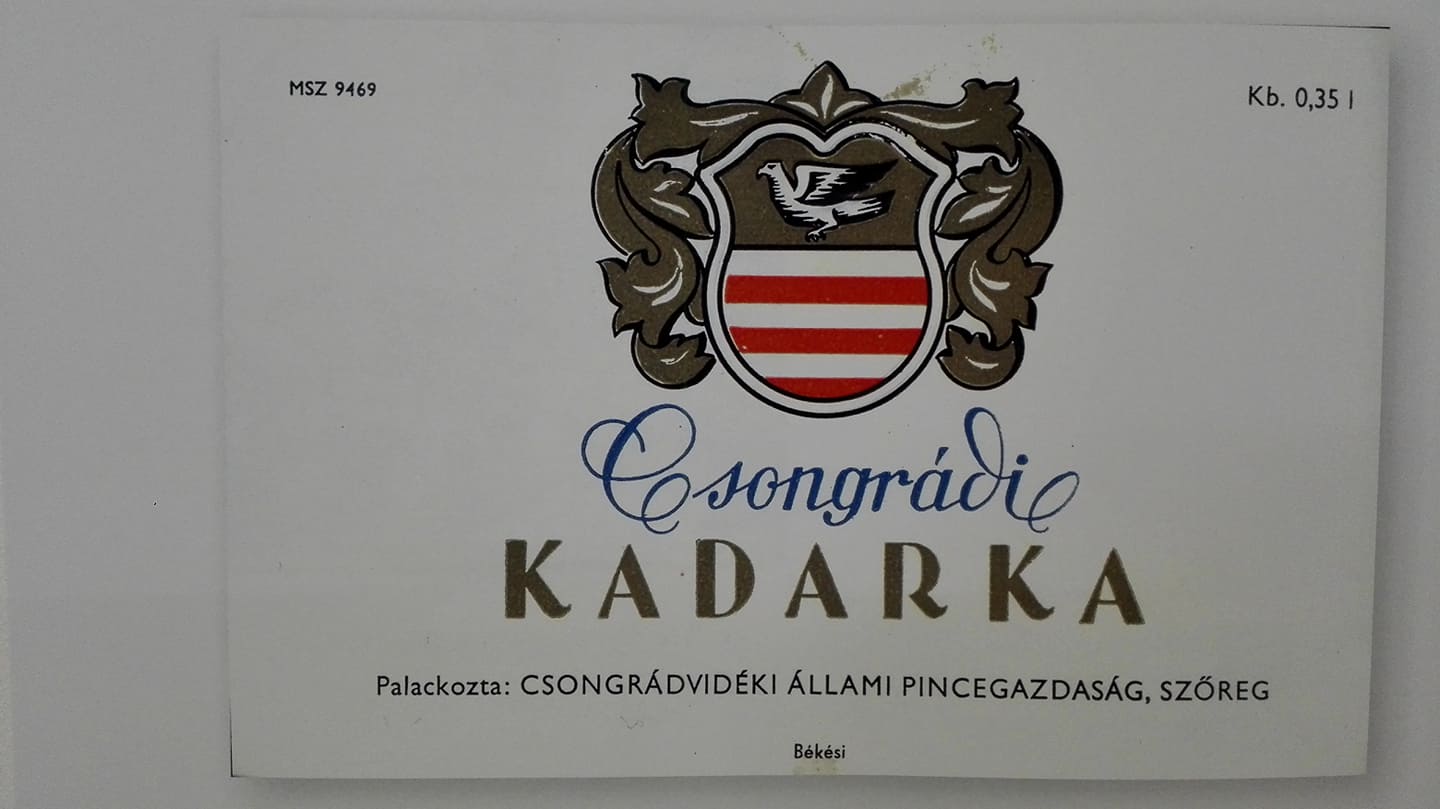 MSZ 9469
Kb. 0,35 l
Csongrádi
KADARKA
Palackozta: CSONGRÁDVIDÉKI ÁLLAMI PINCEGAZDASÁG, SZŐREG
Békési